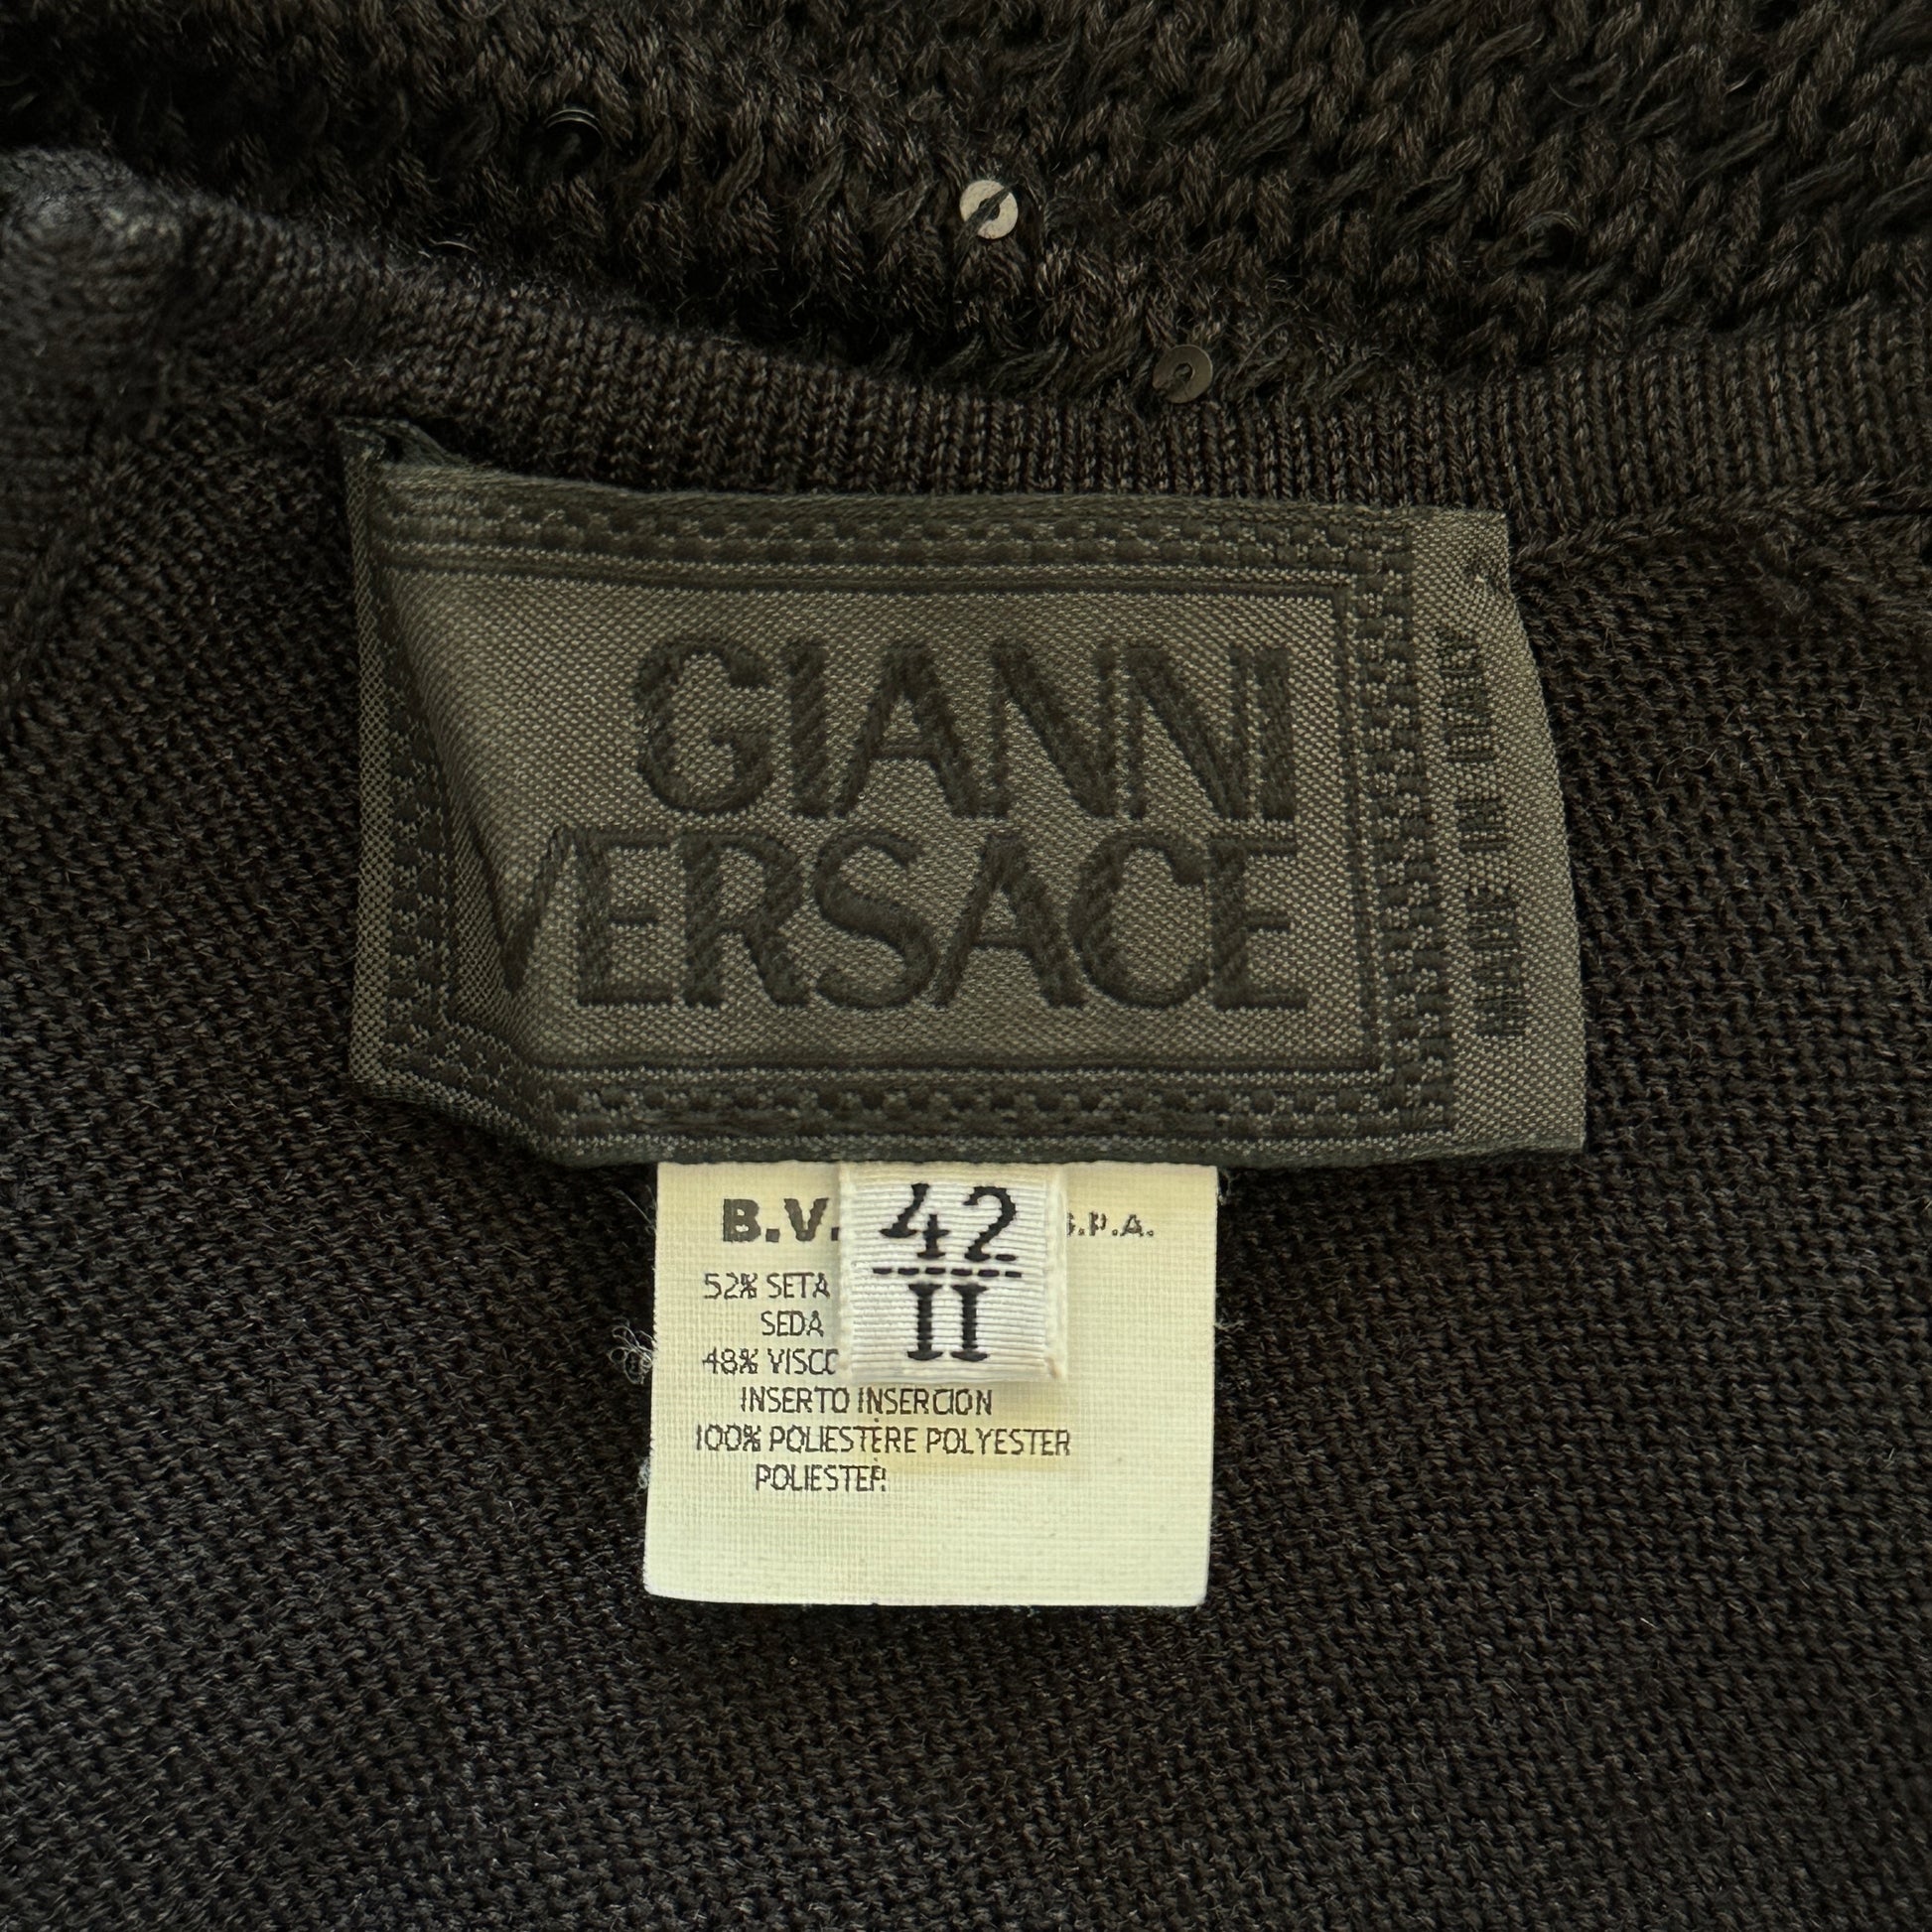 GIANNI
VERSACE
MADE IN ITALY
B.V. S.P.A.
42
II
52% SETA
SEDA
48% VISCO
INSERTO INSERCION
100% POLIESTERE POLYESTER
POLIESTER